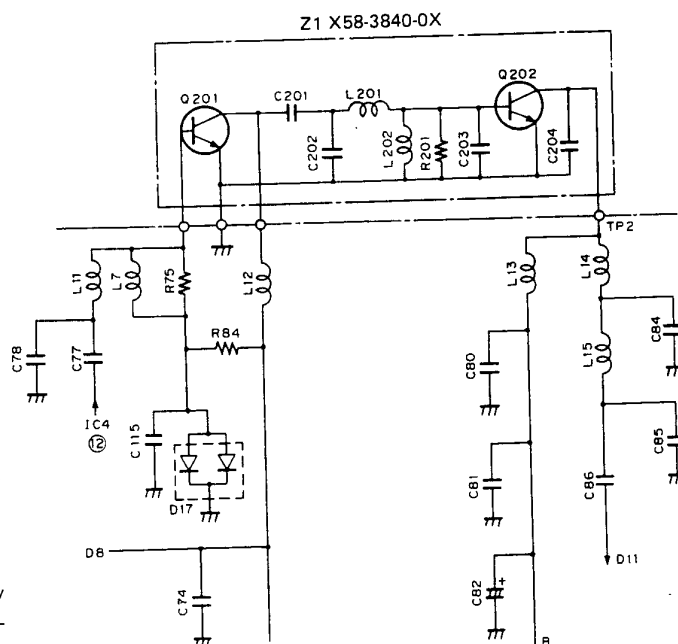 Z1 X58-3840-0X
Q201
C201
L201
Q202
C202
L202
R201
C203
C204
TP2
L11
L7
R75
L12
L13
L14
C78
C77
R84
C80
L15
C84
IC4
12
C115
D17
C81
C86
C85
D8
D11
C74
C82
+
B